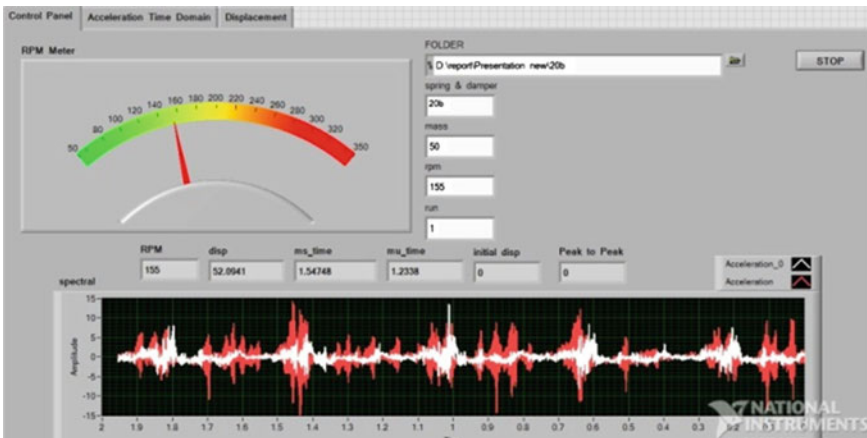 Control Panel Acceleration Time Domain Displacement
RPM Meter
50 80 100 120 140 160 180 200 220 240 260 280 300 320 350
FOLDER
D:\report\Presentation new\20b
STOP
spring & damper
20b
mass
50
rpm
155
run
1
RPM disp ms_time mu_time initial disp Peak to Peak
155 52.0941 1.54748 1.2338 0 0
Acceleration_0
Acceleration
spectral
Amplitude
15
10
5
0
-5
-10
-15
2 1.9 1.8 1.7 1.6 1.5 1.4 1.3 1.2 1.1 1 0.9 0.8 0.7 0.6 0.5 0.4 0.3
NATIONAL
INSTRUMENTS